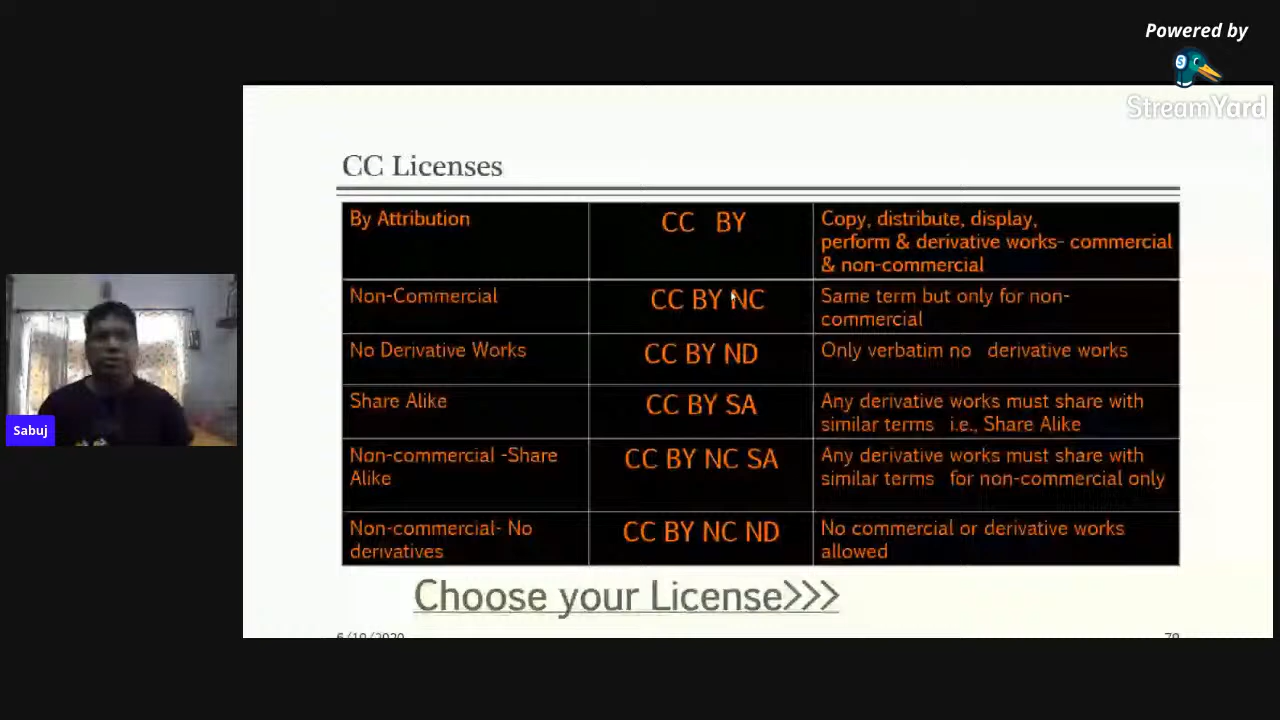 Powered by
StreamYard
CC Licenses
By Attribution
CC BY
Copy, distribute, display,
perform & derivative works- commercial
& non-commercial
Non-Commercial
CC BY NC
Same term but only for non-
commercial
No Derivative Works
CC BY ND
Only verbatim no derivative works
Share Alike
CC BY SA
Any derivative works must share with
similar terms i.e., Share Alike
Non-commercial -Share
Alike
CC BY NC SA
Any derivative works must share with
similar terms for non-commercial only
Non-commercial- No
derivatives
CC BY NC ND
No commercial or derivative works
allowed
Choose your License>>>
Sabuj